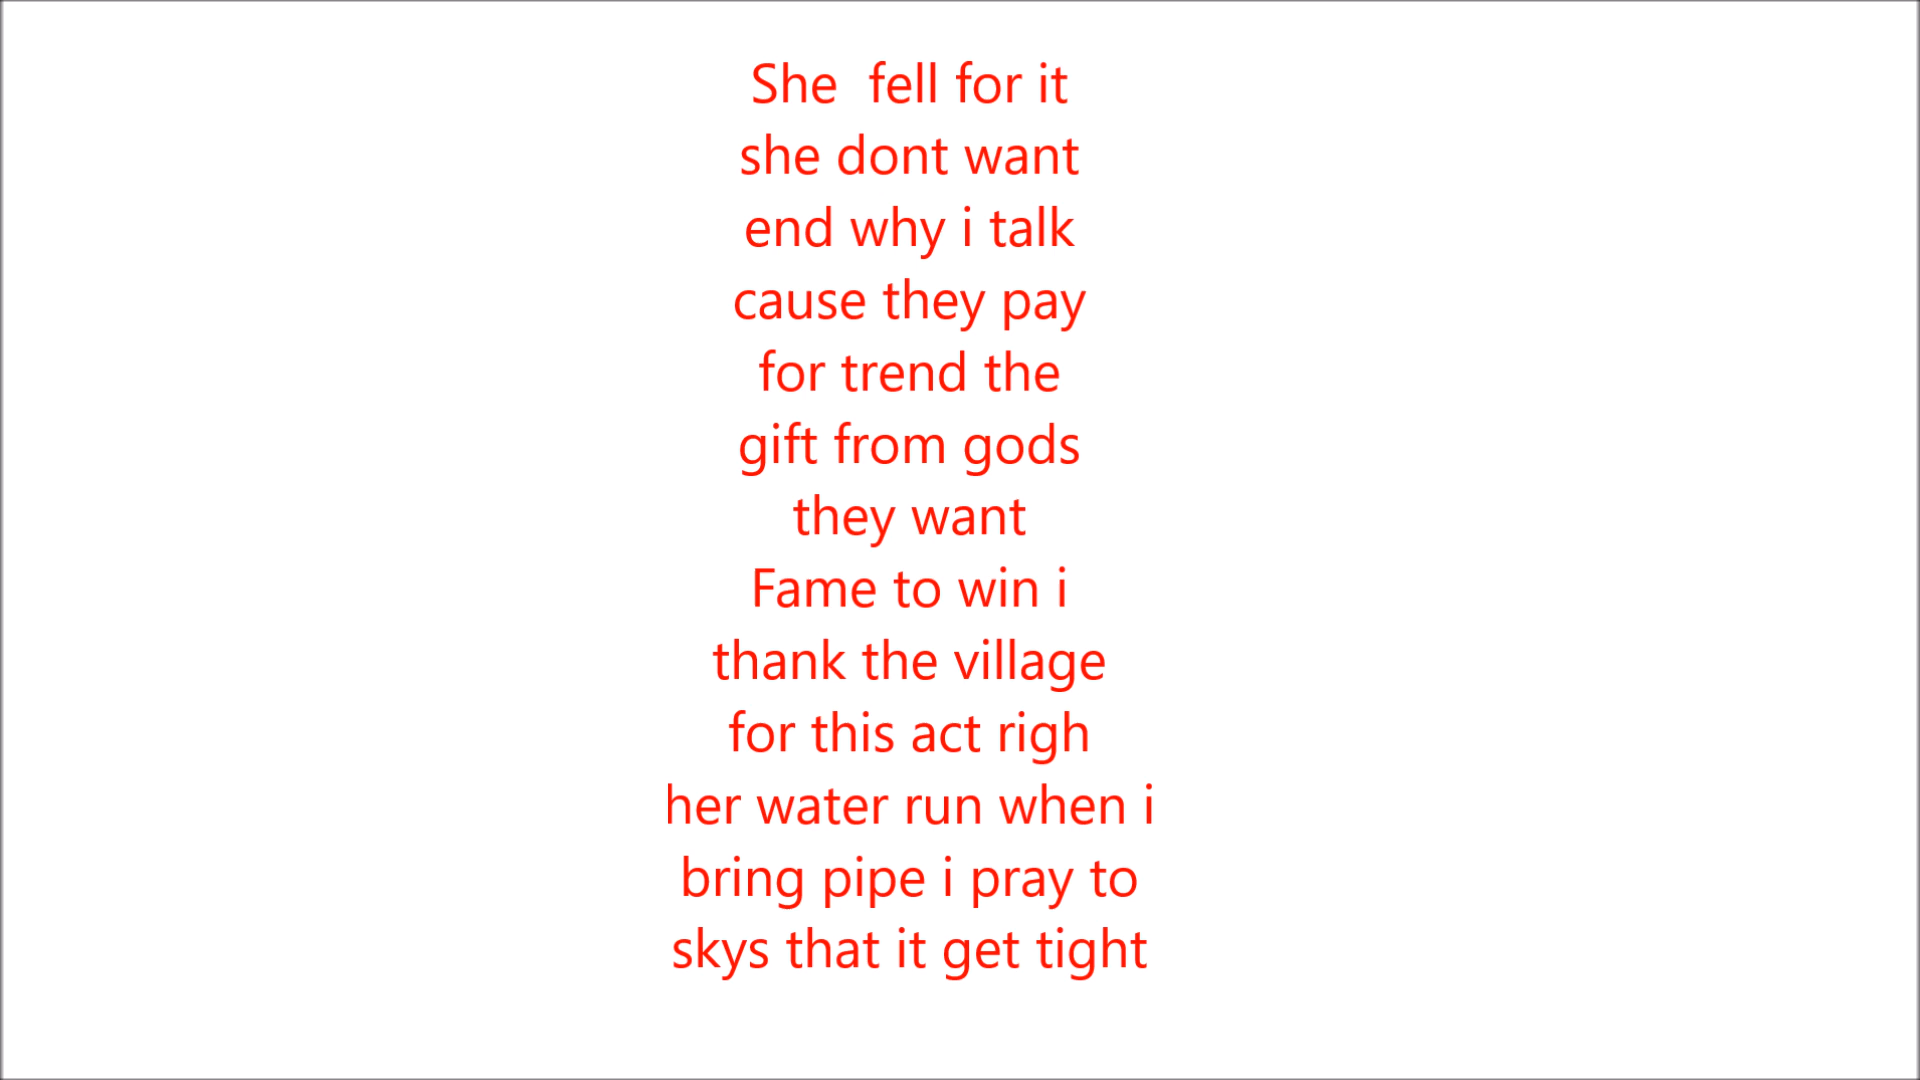 She  fell for it
she dont want
end why i talk
cause they pay
for trend the
gift from gods
they want
Fame to win i
thank the village
for this act righ
her water run when i
bring pipe i pray to
skys that it get tight